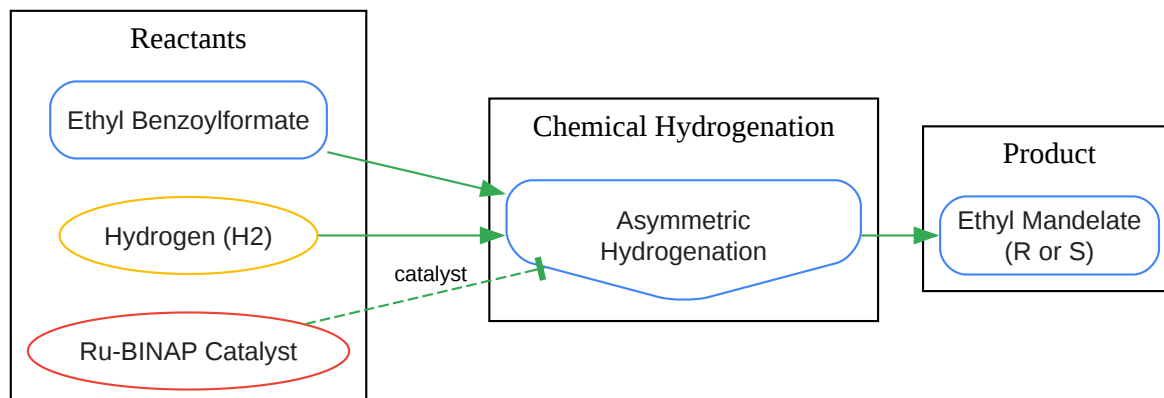 Reactants
Ethyl Benzoylformate
Hydrogen (H2)
Ru-BINAP Catalyst
catalyst
Chemical Hydrogenation
Asymmetric
Hydrogenation
Product
Ethyl Mandelate
(R or S)